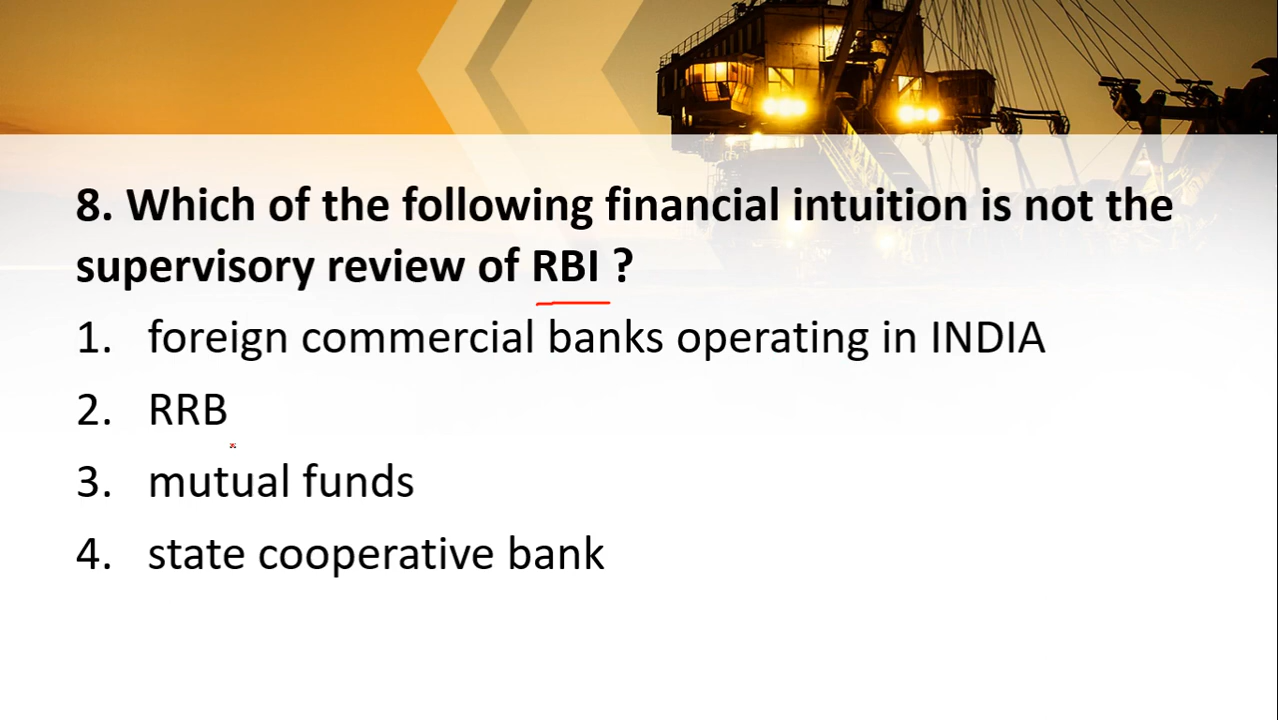 8. Which of the following financial intuition is not the
supervisory review of RBI ?
1. foreign commercial banks operating in INDIA
2. RRB
3. mutual funds
4. state cooperative bank